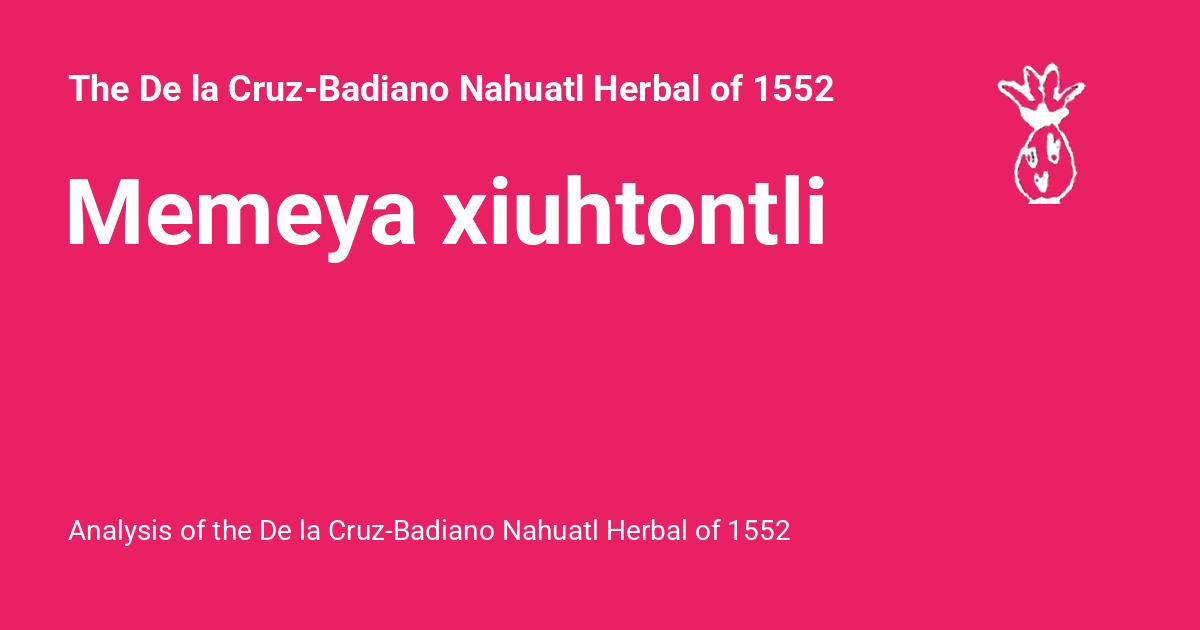 The De la Cruz-Badiano Nahuatl Herbal of 1552
Memeya xiuhtontli
Analysis of the De la Cruz-Badiano Nahuatl Herbal of 1552